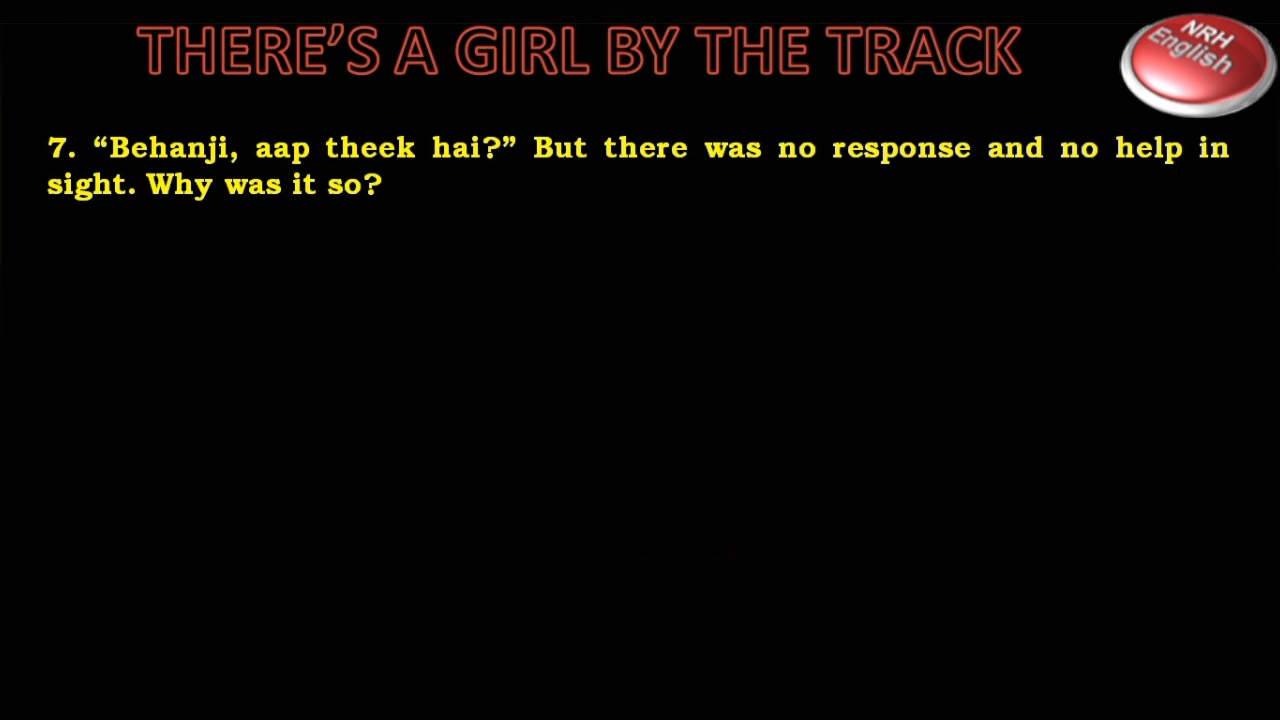 THERE’S A GIRL BY THE TRACK
NRH
English
7. “Behanji, aap theek hai?” But there was no response and no help in
sight. Why was it so?